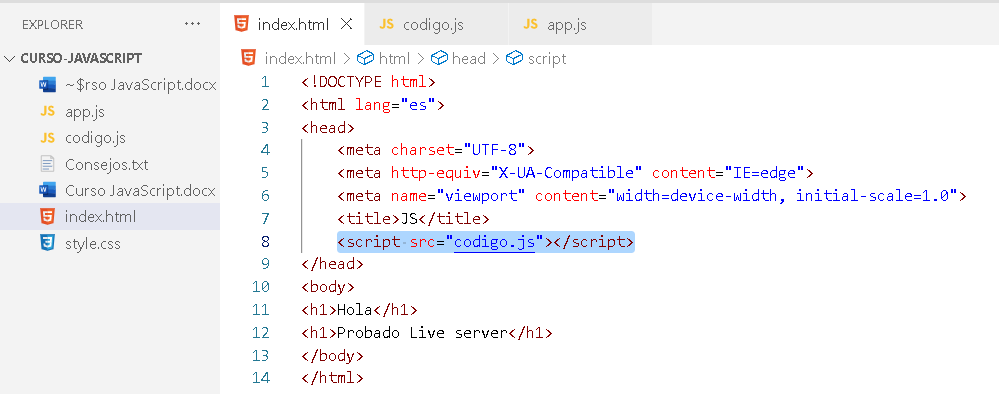 EXPLORER ...
CURSO-JAVASCRIPT
~$rso JavaScript.docx
JS app.js
JS codigo.js
Consejos.txt
Curso JavaScript.docx
index.html
style.css
index.html JS codigo.js JS app.js
index.html > html > head > script
1 <!DOCTYPE html>
2 <html lang="es">
3 <head>
4 <meta charset="UTF-8">
5 <meta http-equiv="X-UA-Compatible" content="IE=edge">
6 <meta name="viewport" content="width=device-width, initial-scale=1.0">
7 <title>JS</title>
8 <script src="codigo.js"></script>
9 </head>
10 <body>
11 <h1>Hola</h1>
12 <h1>Probado Live server</h1>
13 </body>
14 </html>